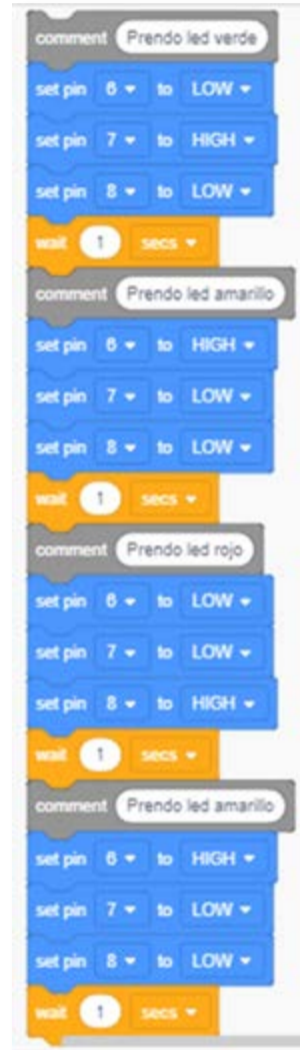 comment Prendo led verde
set pin 6 to LOW
set pin 7 to HIGH
set pin 8 to LOW
wait 1 secs
comment Prendo led amarillo
set pin 6 to HIGH
set pin 7 to LOW
set pin 8 to LOW
wait 1 secs
comment Prendo led rojo
set pin 6 to LOW
set pin 7 to LOW
set pin 8 to HIGH
wait 1 secs
comment Prendo led amarillo
set pin 6 to HIGH
set pin 7 to LOW
set pin 8 to LOW
wait 1 secs